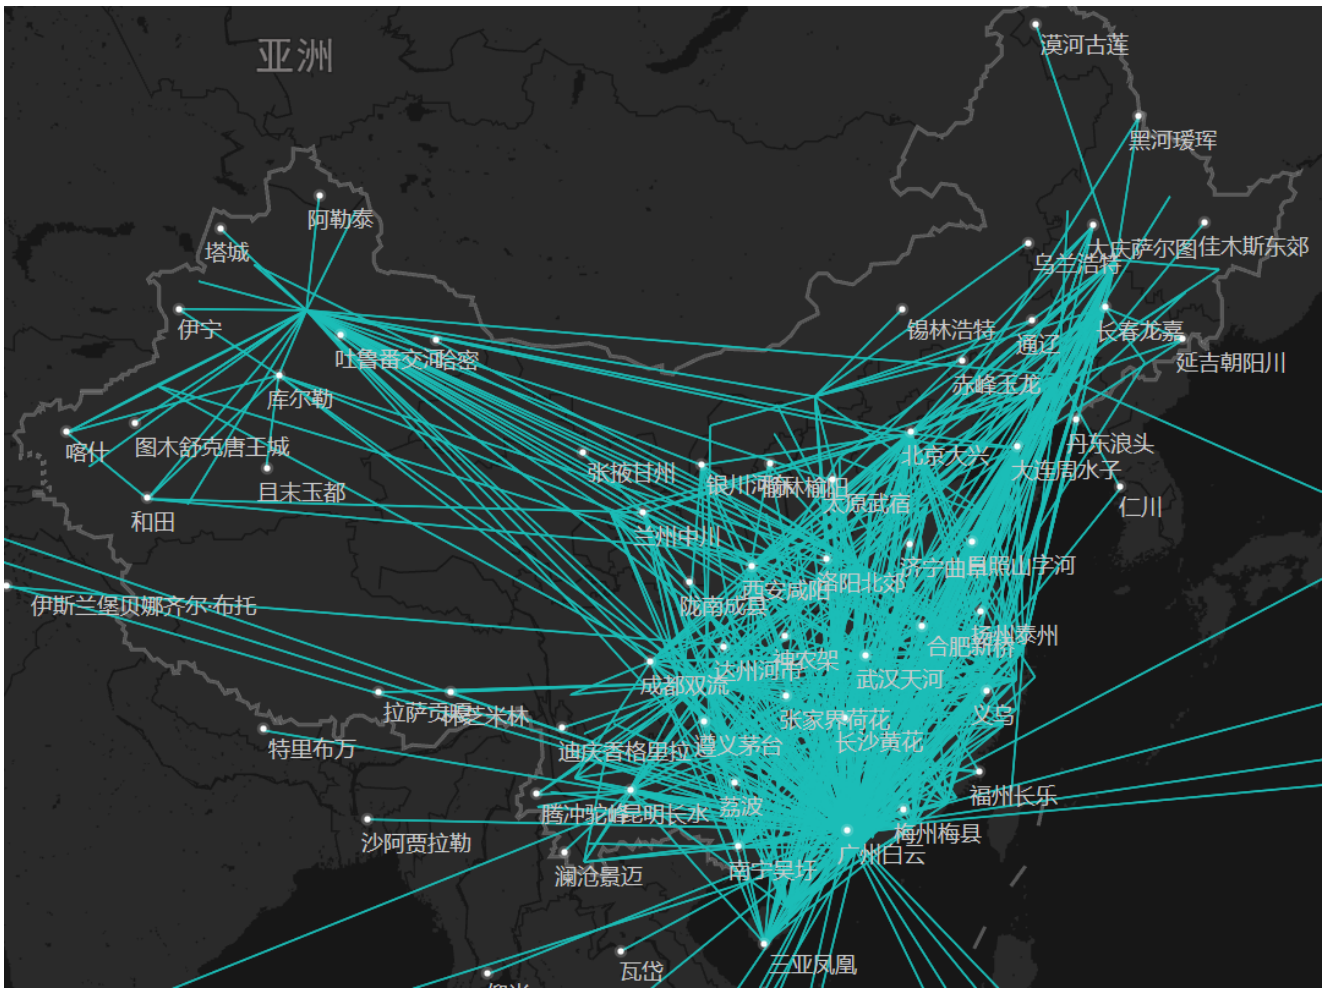 亚洲
漠河古莲
黑河瑷珲
阿勒泰
塔城
大庆萨尔图
佳木斯东郊
乌兰浩特
伊宁
锡林浩特
通辽
长春龙嘉
吐鲁番交河
哈密
延吉朝阳川
赤峰玉龙
库尔勒
喀什
图木舒克唐王城
张掖甘州
北京大兴
丹东浪头
大连周水子
且末玉都
银川河东
榆林榆阳
太原武宿
仁川
和田
兰州中川
济宁曲阜
日照山字河
西安咸阳
洛阳北郊
陇南成县
伊斯兰堡贝娜齐尔·布托
扬州泰州
合肥新桥
达州河市
神农架
武汉天河
成都双流
拉萨贡嘎
林芝米林
张家界荷花
义乌
长沙黄花
特里布万
迪庆香格里拉
遵义茅台
福州长乐
腾冲驼峰
昆明长水
荔波
梅州梅县
沙阿贾拉勒
广州白云
澜沧景迈
南宁吴圩
三亚凤凰
瓦岱